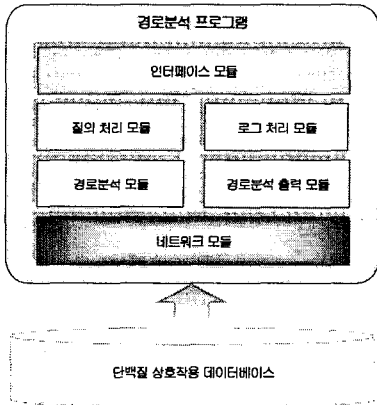 경로분석 프로그램
인터페이스 모듈
질의 처리 모듈
로그 처리 모듈
경로분석 모듈
경로분석 출력 모듈
네트워크 모듈
단백질 상호작용 데이터베이스